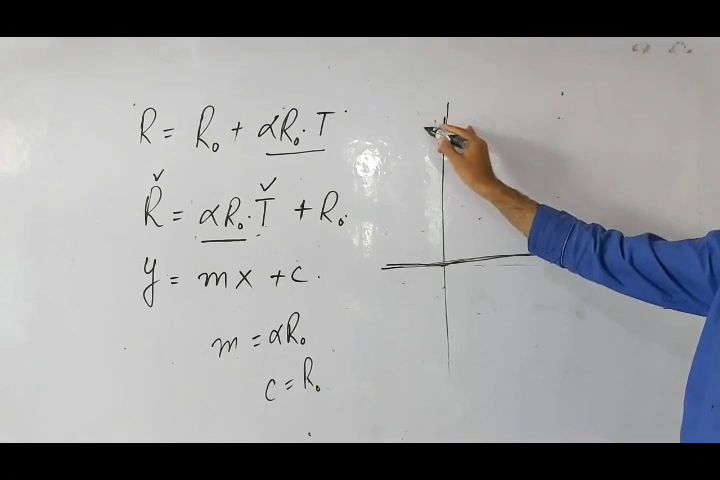 R = R₀ + αR₀. T
Ř = αR₀. Ť + R₀.
y = mx + c.
m = αR₀
c = R₀